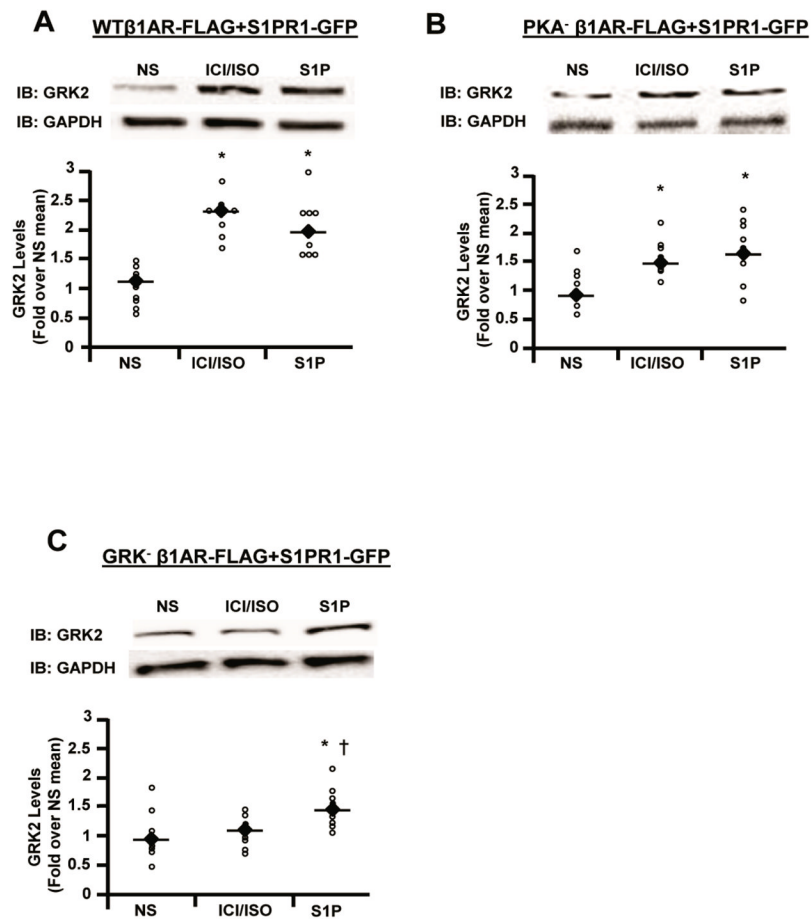 A
WTβ1AR-FLAG+S1PR1-GFP
NS ICI/ISO S1P
IB: GRK2
IB: GAPDH
* *
3
2.5
2
1.5
1
0.5
0
GRK2 Levels
(Fold over NS mean)
NS ICI/ISO S1P
B
PKA⁻ β1AR-FLAG+S1PR1-GFP
NS ICI/ISO S1P
IB: GRK2
IB: GAPDH
* *
3
2.5
2
1.5
1
0.5
0
GRK2 Levels
(Fold over NS mean)
NS ICI/ISO S1P
C
GRK⁻ β1AR-FLAG+S1PR1-GFP
NS ICI/ISO S1P
IB: GRK2
IB: GAPDH
* †
3
2.5
2
1.5
1
0.5
0
GRK2 Levels
(Fold over NS mean)
NS ICI/ISO S1P